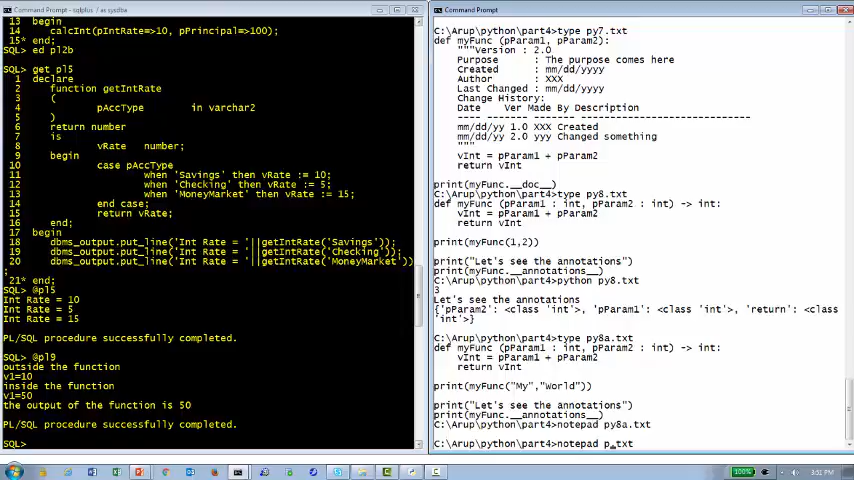 Command Prompt - sqlplus / as sysdba
13 begin
14 calcInt(pIntRate=>10, pPrincipal=>100);
15* end;
SQL> ed pl2b
SQL> get pl5
1 declare
2 function getIntRate
3 (
4 pAccType in varchar2
5 )
6 return number
7 is
8 vRate number;
9 begin
10 case pAccType
11 when 'Savings' then vRate := 10;
12 when 'Checking' then vRate := 5;
13 when 'MoneyMarket' then vRate := 15;
14 end case;
15 return vRate;
16 end;
17 begin
18 dbms_output.put_line('Int Rate = '||getIntRate('Savings'));
19 dbms_output.put_line('Int Rate = '||getIntRate('Checking'));
20 dbms_output.put_line('Int Rate = '||getIntRate('MoneyMarket'))
;
21* end;
SQL> @pl5
Int Rate = 10
Int Rate = 5
Int Rate = 15
PL/SQL procedure successfully completed.
SQL> @pl9
outside the function
v1=10
inside the function
v1=50
the output of the function is 50
PL/SQL procedure successfully completed.
SQL>
Command Prompt
C:\Arup\python\part4>type py7.txt
def myFunc (pParam1, pParam2):
"""Version : 2.0
Purpose : The purpose comes here
Created : mm/dd/yyyy
Author : XXX
Last Changed : mm/dd/yyyy
Change History:
Date Ver Made By Description
---- --- ------- -----------------------------
mm/dd/yy 1.0 XXX Created
mm/dd/yy 2.0 yyy Changed something
"""
vInt = pParam1 + pParam2
return vInt
print(myFunc.__doc__)
C:\Arup\python\part4>type py8.txt
def myFunc (pParam1 : int, pParam2 : int) -> int:
vInt = pParam1 + pParam2
return vInt
print(myFunc(1,2))
print("Let's see the annotations")
print(myFunc.__annotations__)
C:\Arup\python\part4>python py8.txt
3
Let's see the annotations
{'pParam2': <class 'int'>, 'pParam1': <class 'int'>, 'return': <class
'int'>}
C:\Arup\python\part4>type py8a.txt
def myFunc (pParam1 : int, pParam2 : int) -> int:
vInt = pParam1 + pParam2
return vInt
print(myFunc("My","World"))
print("Let's see the annotations")
print(myFunc.__annotations__)
C:\Arup\python\part4>notepad py8a.txt
C:\Arup\python\part4>notepad p.txt
100%
3:51 PM